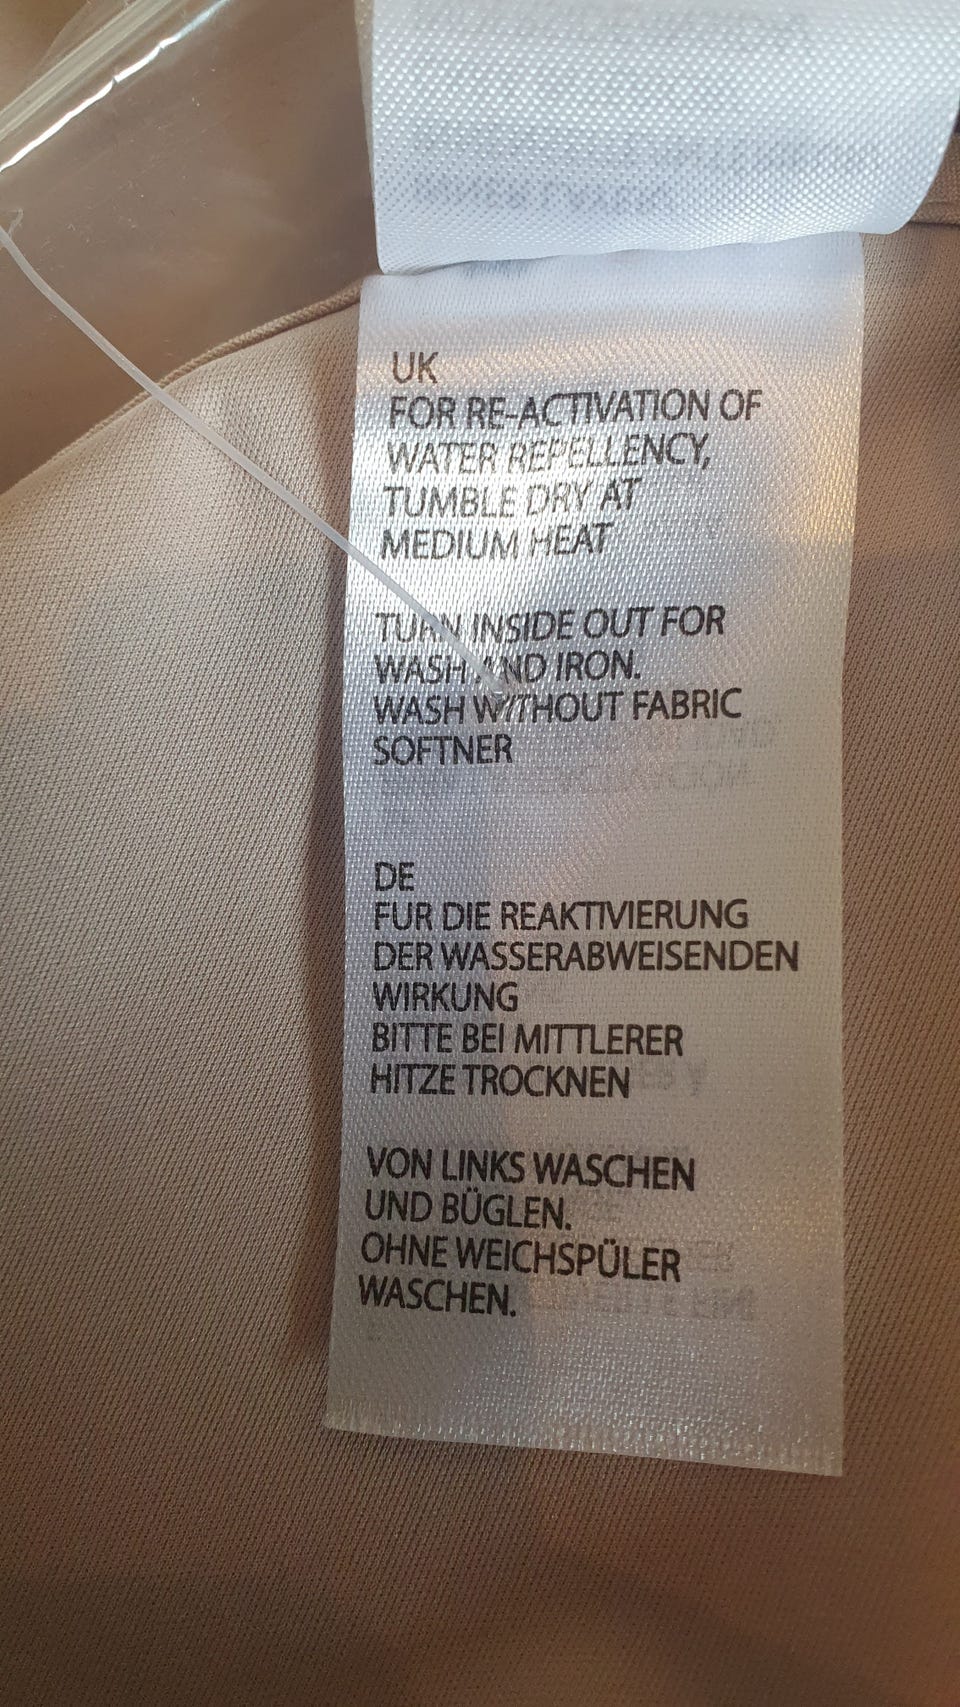 UK
FOR RE-ACTIVATION OF
WATER REPELLENCY,
TUMBLE DRY AT
MEDIUM HEAT
TURN INSIDE OUT FOR
WASH AND IRON.
WASH WITHOUT FABRIC
SOFTNER
DE
FUR DIE REAKTIVIERUNG
DER WASSERABWEISENDEN
WIRKUNG
BITTE BEI MITTLERER
HITZE TROCKNEN
VON LINKS WASCHEN
UND BÜGLEN.
OHNE WEICHSPÜLER
WASCHEN.